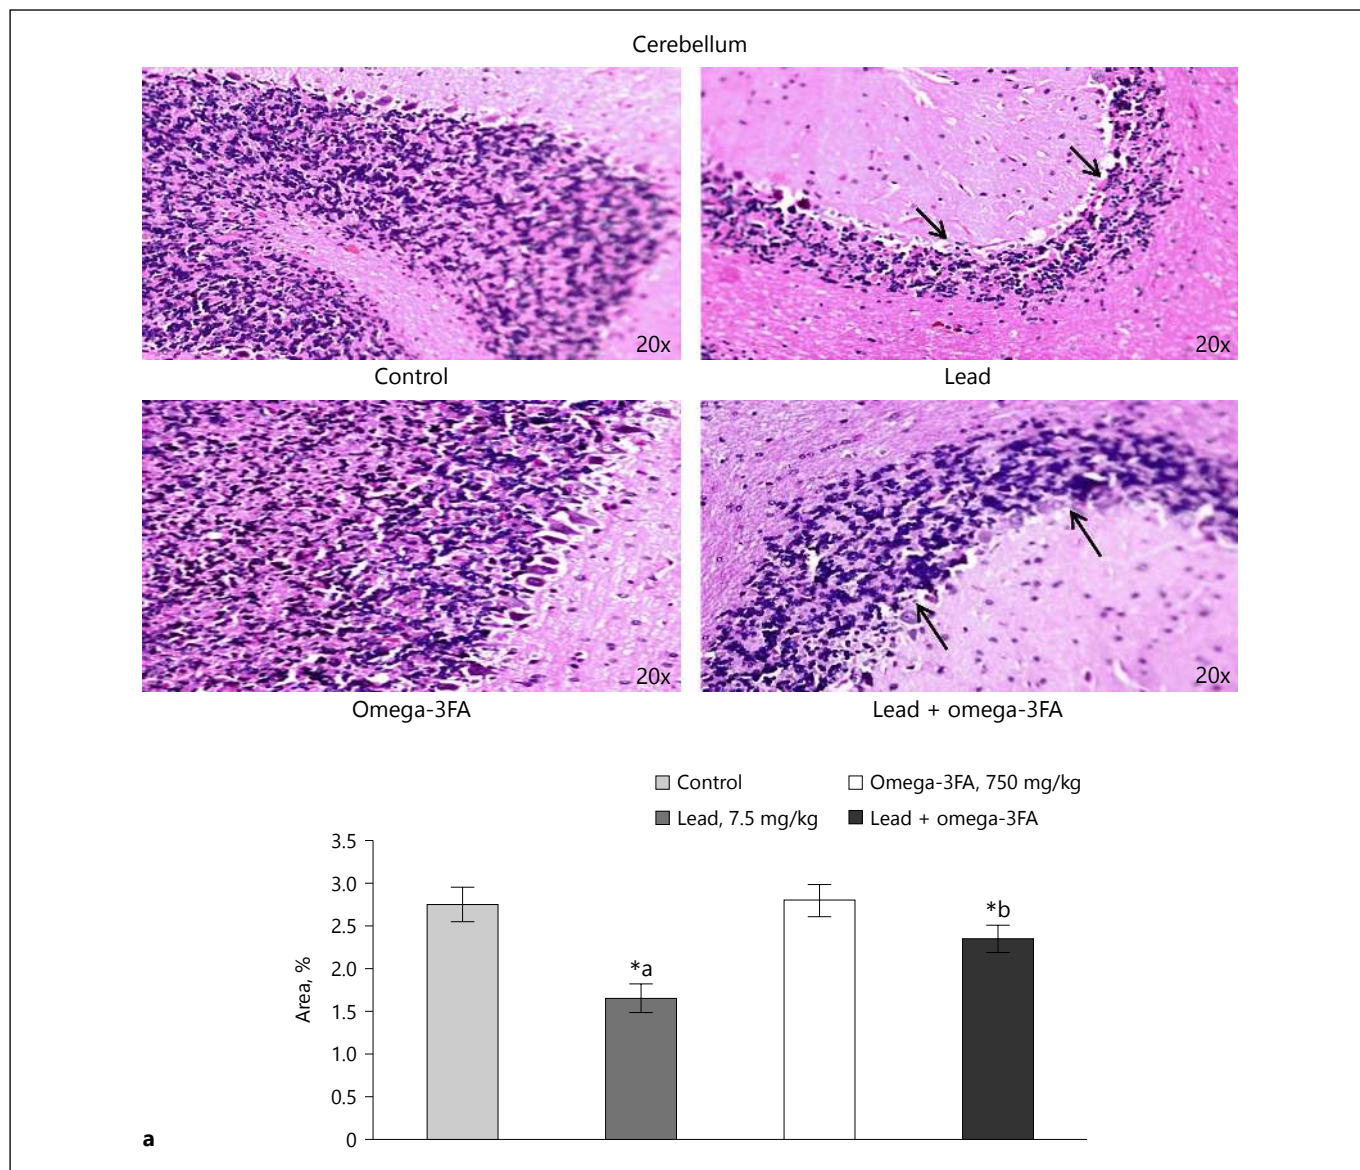 Cerebellum
20x 20x
Control Lead
20x 20x
Omega-3FA Lead + omega-3FA
Control Omega-3FA, 750 mg/kg
Lead, 7.5 mg/kg Lead + omega-3FA
3.5
3.0
2.5
2.0
1.5
1.0
0.5
0
Area, %
*a
*b
a